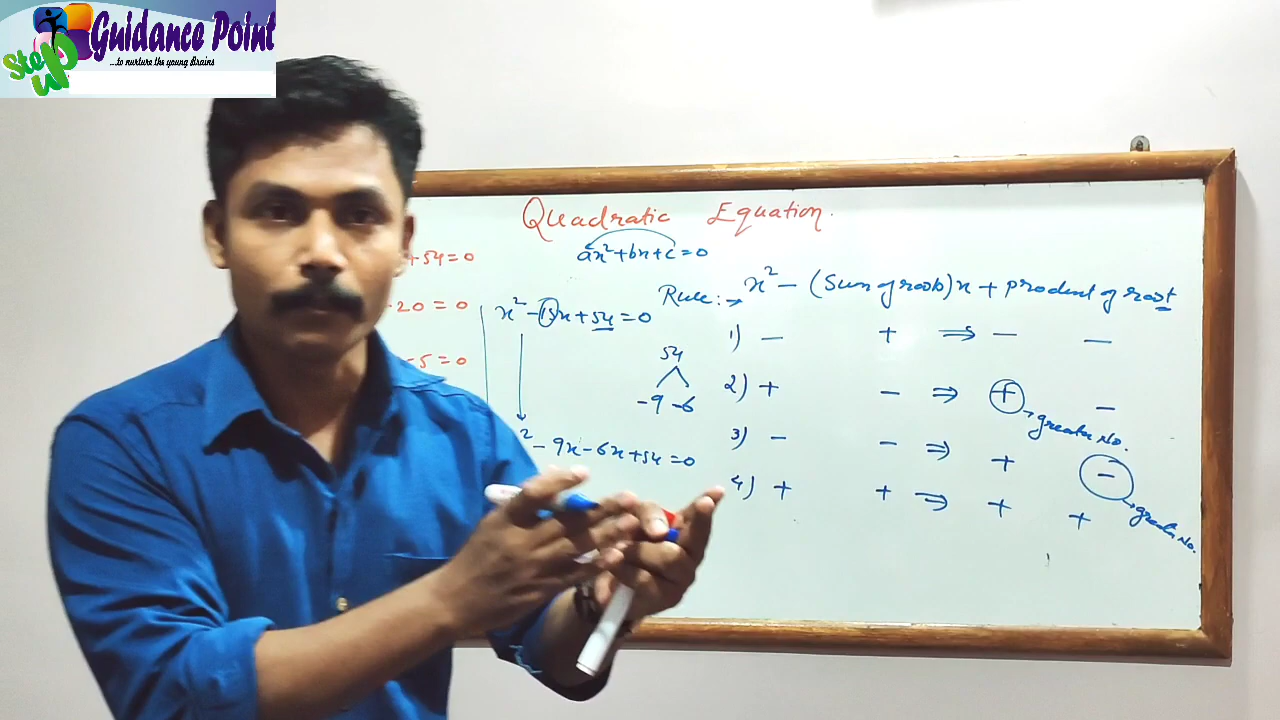 Step up
Guidance Point
...to nurture the young Brains
Quadratic Equation.
ax²+bx+c=0
+54=0
-20=0
-5=0
x²-15x+54=0
54
-9 -6
² - 9x-6x+54=0
Rule:→ x² - (Sum of roots)x + product of root
1) - + ⇒ - -
2) + - ⇒ + -
greater No.
3) - - ⇒ + -
greater No.
4) + + ⇒ + +